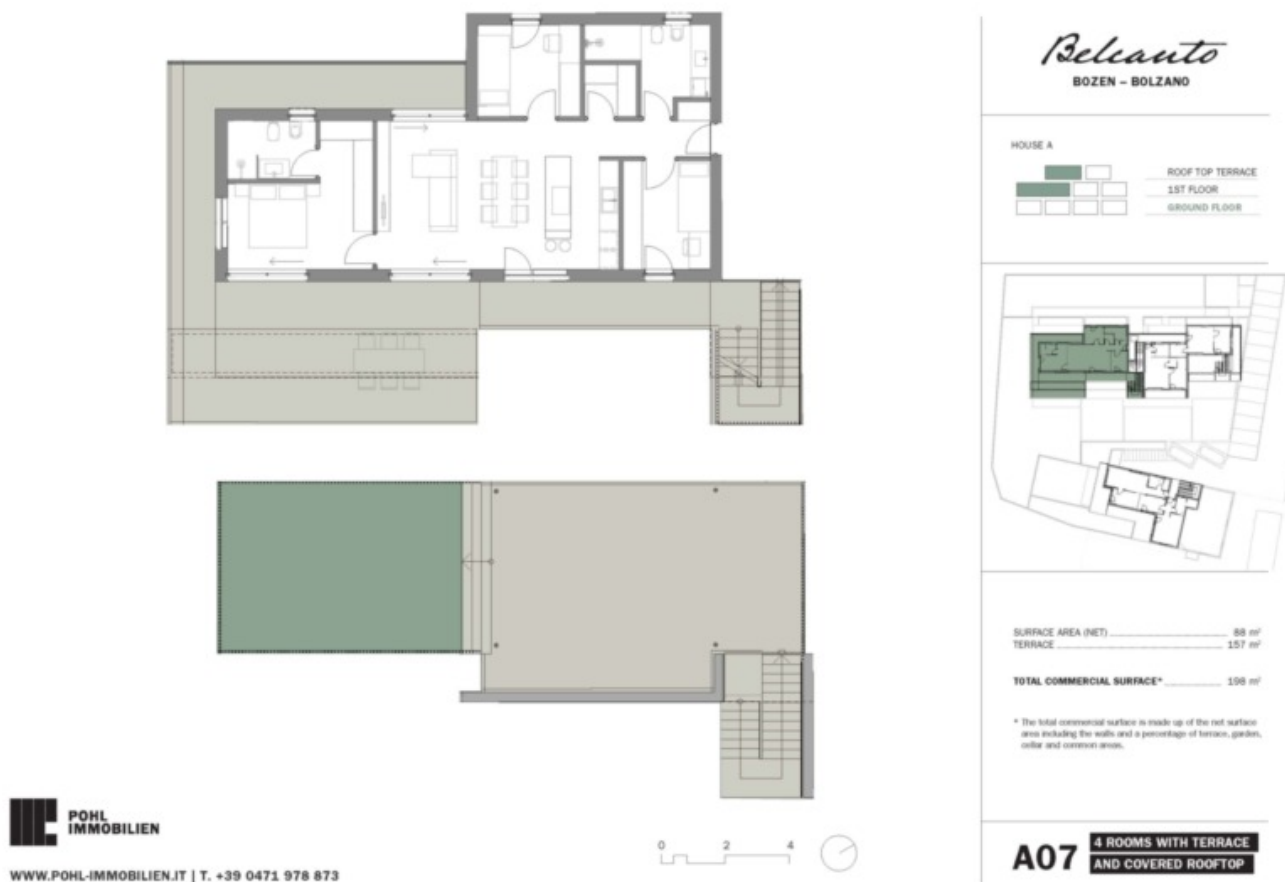 Belcanto
BOZEN – BOLZANO
HOUSE A
ROOF TOP TERRACE
1ST FLOOR
GROUND FLOOR
SURFACE AREA (NET) 88 m²
TERRACE 157 m²
TOTAL COMMERCIAL SURFACE* 198 m²
* The total commercial surface is made up of the net surface
area including the walls and a percentage of terrace, garden,
cellar and common areas.
POHL
IMMOBILIEN
WWW.POHL-IMMOBILIEN.IT | T. +39 0471 978 873
0 2 4
A07 4 ROOMS WITH TERRACE
AND COVERED ROOFTOP